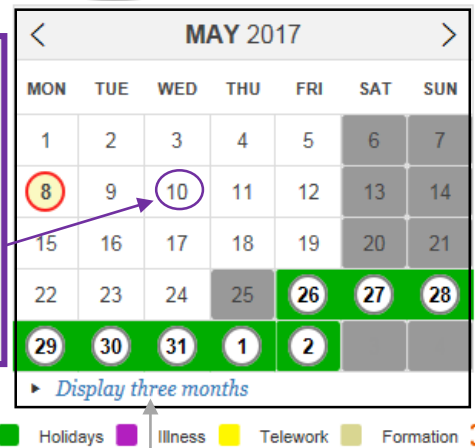 < MAY 2017 >
MON TUE WED THU FRI SAT SUN
1 2 3 4 5 6 7
8 9 10 11 12 13 14
15 16 17 18 19 20 21
22 23 24 25 26 27 28
29 30 31 1 2
▸ Display three months
Holidays Illness Telework Formation